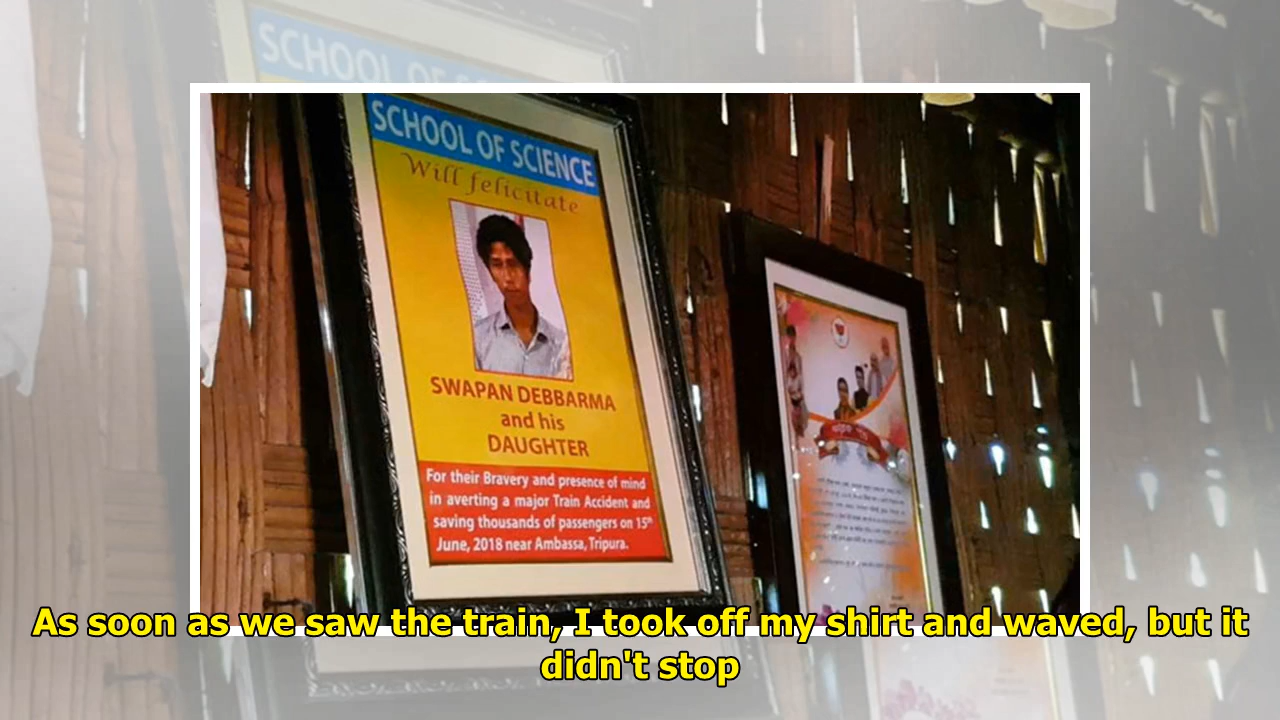 SCHOOL OF SCIENCE
Will felicitate
SWAPAN DEBBARMA
and his
DAUGHTER
For their Bravery and presence of mind
in averting a major Train Accident and
saving thousands of passengers on 15th
June, 2018 near Ambassa, Tripura.
As soon as we saw the train, I took off my shirt and waved, but it
didn't stop